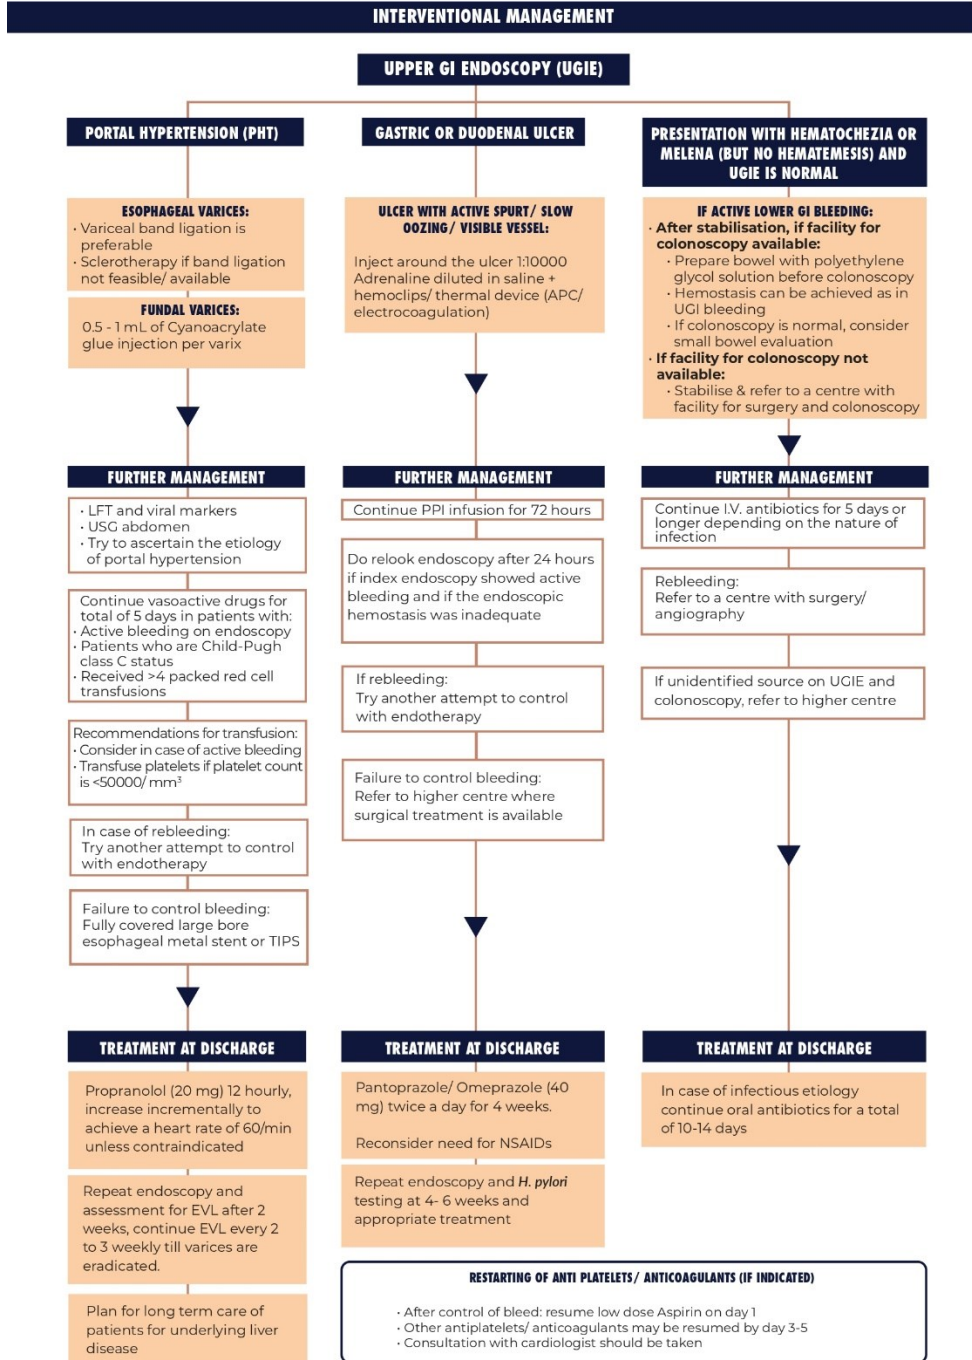 INTERVENTIONAL MANAGEMENT
UPPER GI ENDOSCOPY (UGIE)
PORTAL HYPERTENSION (PHT)
ESOPHAGEAL VARICES:
· Variceal band ligation is
preferable
· Sclerotherapy if band ligation
not feasible/ available
FUNDAL VARICES:
0.5 - 1 mL of Cyanoacrylate
glue injection per varix
FURTHER MANAGEMENT
· LFT and viral markers
· USG abdomen
· Try to ascertain the etiology
of portal hypertension
Continue vasoactive drugs for
total of 5 days in patients with:
· Active bleeding on endoscopy
· Patients who are Child-Pugh
class C status
· Received >4 packed red cell
transfusions
Recommendations for transfusion:
· Consider in case of active bleeding
· Transfuse platelets if platelet count
is <50000/ mm³
In case of rebleeding:
Try another attempt to control
with endotherapy
Failure to control bleeding:
Fully covered large bore
esophageal metal stent or TIPS
TREATMENT AT DISCHARGE
Propranolol (20 mg) 12 hourly,
increase incrementally to
achieve a heart rate of 60/min
unless contraindicated
Repeat endoscopy and
assessment for EVL after 2
weeks, continue EVL every 2
to 3 weekly till varices are
eradicated.
Plan for long term care of
patients for underlying liver
disease
GASTRIC OR DUODENAL ULCER
ULCER WITH ACTIVE SPURT/ SLOW
OOZING/ VISIBLE VESSEL:
Inject around the ulcer 1:10000
Adrenaline diluted in saline +
hemoclips/ thermal device (APC/
electrocoagulation)
FURTHER MANAGEMENT
Continue PPI infusion for 72 hours
Do relook endoscopy after 24 hours
if index endoscopy showed active
bleeding and if the endoscopic
hemostasis was inadequate
If rebleeding:
Try another attempt to control
with endotherapy
Failure to control bleeding:
Refer to higher centre where
surgical treatment is available
TREATMENT AT DISCHARGE
Pantoprazole/ Omeprazole (40
mg) twice a day for 4 weeks.
Reconsider need for NSAIDs
Repeat endoscopy and H. pylori
testing at 4- 6 weeks and
appropriate treatment
PRESENTATION WITH HEMATOCHEZIA OR
MELENA (BUT NO HEMATEMESIS) AND
UGIE IS NORMAL
IF ACTIVE LOWER GI BLEEDING:
· After stabilisation, if facility for
colonoscopy available:
· Prepare bowel with polyethylene
glycol solution before colonoscopy
· Hemostasis can be achieved as in
UGI bleeding
· If colonoscopy is normal, consider
small bowel evaluation
· If facility for colonoscopy not
available:
· Stabilise & refer to a centre with
facility for surgery and colonoscopy
FURTHER MANAGEMENT
Continue I.V. antibiotics for 5 days or
longer depending on the nature of
infection
Rebleeding:
Refer to a centre with surgery/
angiography
If unidentified source on UGIE and
colonoscopy, refer to higher centre
TREATMENT AT DISCHARGE
In case of infectious etiology
continue oral antibiotics for a total
of 10-14 days
RESTARTING OF ANTI PLATELETS/ ANTICOAGULANTS (IF INDICATED)
· After control of bleed: resume low dose Aspirin on day 1
· Other antiplatelets/ anticoagulants may be resumed by day 3-5
· Consultation with cardiologist should be taken